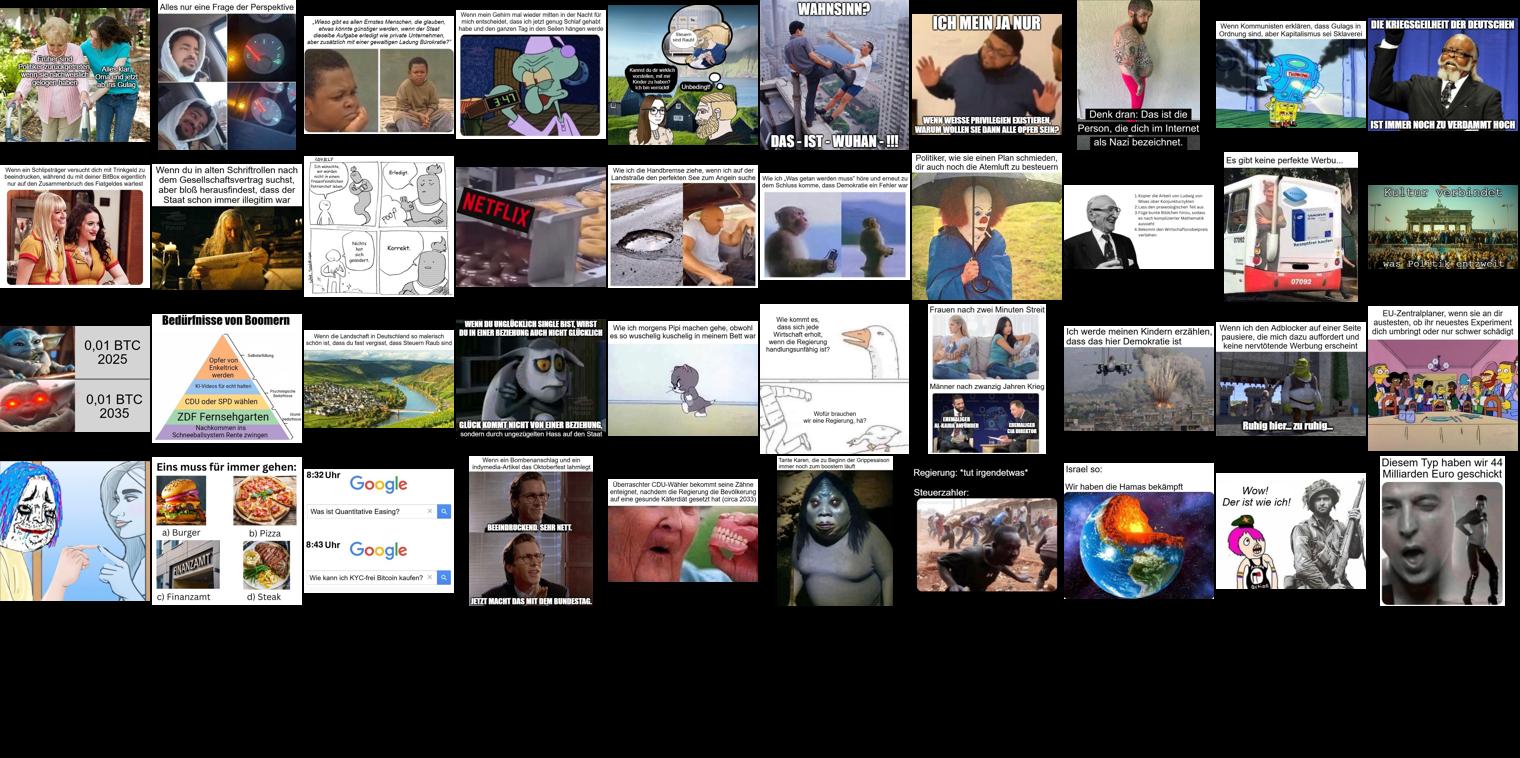 Früher sind
Politiker zurückgetreten
wenn sie nachweislich
gelogen haben
Alles klar
Oma und jetzt
ab ins Gulag
Alles nur eine Frage der Perspektive
„Wieso gibt es allen Ernstes Menschen, die glauben,
etwas könnte günstiger werden, wenn der Staat
dieselbe Aufgabe erledigt wie private Unternehmen,
aber zusätzlich mit einer gewaltigen Ladung Bürokratie?“
Wenn mein Gehirn mal wieder mitten in der Nacht für
mich entscheidet, dass ich jetzt genug Schlaf gehabt
habe und den ganzen Tag in den Seilen hängen werde
3:47
Steuern
sind Raub!
Kannst du dir wirklich
vorstellen, mit mir
Kinder zu haben?
Ich bin verrückt!
Unbedingt!
WAHNSINN?
DAS - IST - WUHAN - !!!
ICH MEIN JA NUR
WENN WEISSE PRIVILEGIEN EXISTIEREN,
WARUM WOLLEN SIE DANN ALLE OPFER SEIN?
Denk dran: Das ist die
Person, die dich im Internet
als Nazi bezeichnet.
Wenn Kommunisten erklären, dass Gulags in
Ordnung sind, aber Kapitalismus sei Sklaverei
THINKING
DIE KRIEGSGEILHEIT DER DEUTSCHEN
IST IMMER NOCH ZU VERDAMMT HOCH
Wenn ein Schlipsträger versucht dich mit Trinkgeld zu
beeindrucken, während du mit deiner BitBox eigentlich
nur auf den Zusammenbruch des Fiatgeldes wartest
Wenn du in alten Schriftrollen nach
dem Gesellschaftsvertrag suchst,
aber bloß herausfindest, dass der
Staat schon immer illegitim war
Ich wünschte,
wir würden
nicht in einem
frauenfeindlichen
Patriarchat leben.
Erledigt.
POOF
Nichts
hat
sich
geändert.
Korrekt.
NETFLIX
Wie ich die Handbremse ziehe, wenn ich auf der
Landstraße den perfekten See zum Angeln suche
Wie ich „Was getan werden muss“ höre und erneut zu
dem Schluss komme, dass Demokratie ein Fehler war
Politiker, wie sie einen Plan schmieden,
dir auch noch die Atemluft zu besteuern
1. Kopier die Arbeit von Ludwig von
Mises über Konjunkturzyklen
2. Lass den praxeologischen Teil aus
3. Füge bunte Bildchen hinzu, sodass
es nach komplizierter Mathematik
aussieht
4. Bekomm den Wirtschaftsnobelpreis
verliehen
Es gibt keine perfekte Werbu...
Rezeptfrei kaufen
07092
07092
Kultur verbindet
was Politik entzweit
0,01 BTC
2025
0,01 BTC
2035
Bedürfnisse von Boomern
Opfer von
Enkeltrick
werden
KI-Videos für echt halten
CDU oder SPD wählen
ZDF Fernsehgarten
Nachkommen ins
Schneeballsystem Rente zwingen
Selbsterfüllung
Psychologische
Bedürfnisse
Wenn die Landschaft in Deutschland so malerisch
schön ist, dass du fast vergisst, dass Steuern Raub sind
WENN DU UNGLÜCKLICH SINGLE BIST, WIRST
DU IN EINER BEZIEHUNG AUCH NICHT GLÜCKLICH
GLÜCK KOMMT NICHT VON EINER BEZIEHUNG,
sondern durch ungezügelten Hass auf den Staat
Wie ich morgens Pipi machen gehe, obwohl
es so wuschelig kuschelig in meinem Bett war
Wie kommt es,
dass sich jede
Wirtschaft erholt,
wenn die Regierung
handlungsunfähig ist?
Wofür brauchen
wir eine Regierung, hä?
Frauen nach zwei Minuten Streit
Männer nach zwanzig Jahren Krieg
EHEMALIGER
AL-KAIDA ANFÜHRER
EHEMALIGER
CIA DIRECTOR
Ich werde meinen Kindern erzählen,
dass das hier Demokratie ist
Wenn ich den Adblocker auf einer Seite
pausiere, die mich dazu auffordert und
keine nervtötende Werbung erscheint
Ruhig hier... zu ruhig...
EU-Zentralplaner, wenn sie an dir
austesten, ob ihr neuestes Experiment
dich umbringt oder nur schwer schädigt
Eins muss für immer gehen:
a) Burger
b) Pizza
FINANZAMT
c) Finanzamt
d) Steak
8:32 Uhr
Google
Was ist Quantitative Easing?
8:43 Uhr
Google
Wie kann ich KYC-frei Bitcoin kaufen?
Wenn ein Bombenanschlag und ein
indymedia-Artikel das Oktoberfest lahmlegt
BEEINDRUCKEND. SEHR NETT.
JETZT MACHT DAS MIT DEM BUNDESTAG.
Überraschter CDU-Wähler bekommt seine Zähne
enteignet, nachdem die Regierung die Bevölkerung
auf eine gesunde Käferdiät gesetzt hat (circa 2033)
Tante Karen, die zu Beginn der Grippesaison
immer noch zum boostern läuft
Regierung: *tut irgendetwas*
Steuerzahler:
Israel so:
Wir haben die Hamas bekämpft
Wow!
Der ist wie ich!
Diesem Typ haben wir 44
Milliarden Euro geschickt